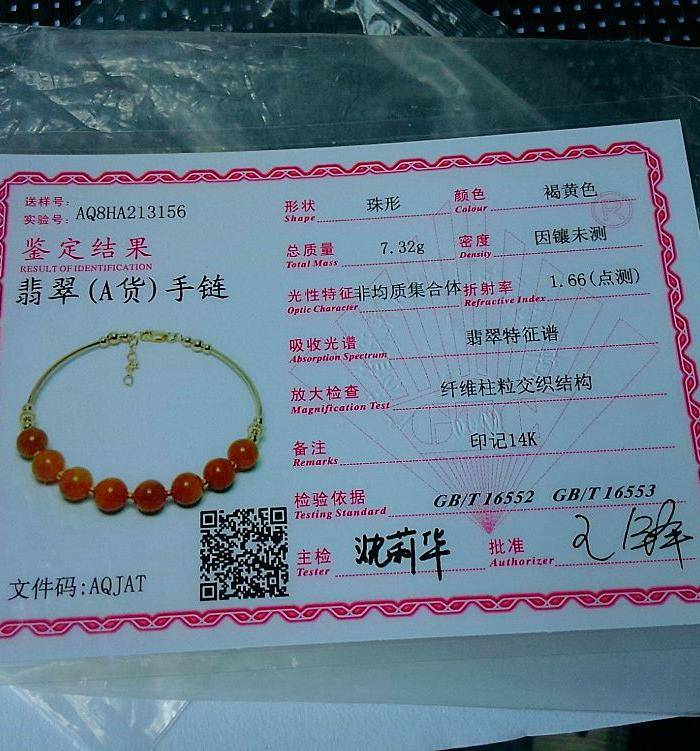 送样号:
实验号: AQ8HA213156
鉴定结果
RESULT OF IDENTIFICATION
翡翠(A货)手链
文件码:AQJAT
形状 珠形 颜色 褐黄色
Shape Colour
总质量 7.32g 密度 因镶未测
Total Mass Density
光性特征 非均质集合体 折射率 1.66(点测)
Optic Character Refractive Index
吸收光谱 翡翠特征谱
Absorption Spectrum
放大检查 纤维柱粒交织结构
Magnification Test
备注 印记14K
Remarks
检验依据 GB/T 16552 GB/T 16553
Testing Standard
主检 沈莉华 批准
Tester Authorizer